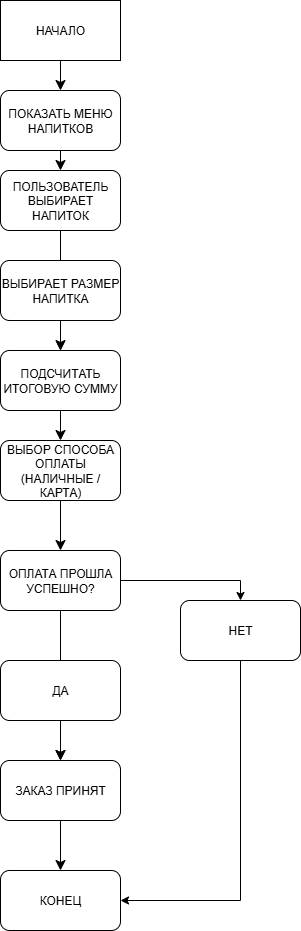 НАЧАЛО
ПОКАЗАТЬ МЕНЮ
НАПИТКОВ
ПОЛЬЗОВАТЕЛЬ
ВЫБИРАЕТ
НАПИТОК
ВЫБИРАЕТ РАЗМЕР
НАПИТКА
ПОДСЧИТАТЬ
ИТОГОВУЮ СУММУ
ВЫБОР СПОСОБА
ОПЛАТЫ
(НАЛИЧНЫЕ /
КАРТА)
ОПЛАТА ПРОШЛА
УСПЕШНО?
НЕТ
ДА
ЗАКАЗ ПРИНЯТ
КОНЕЦ